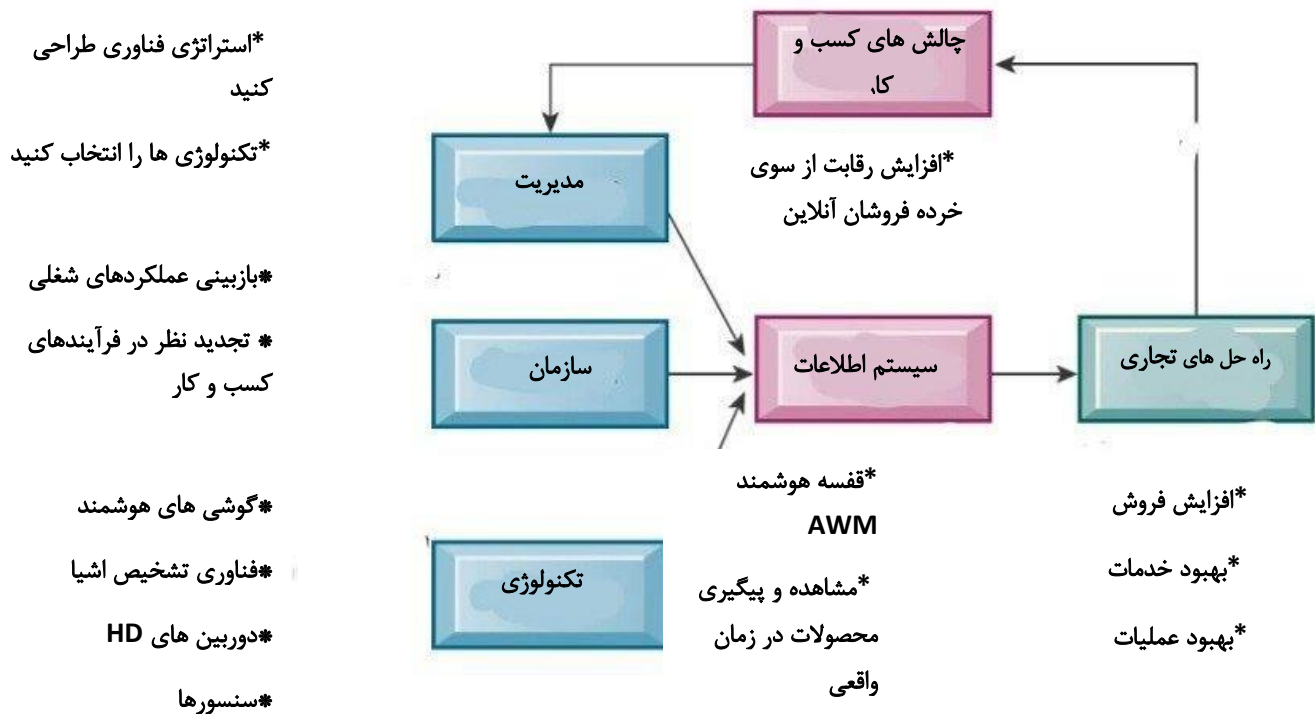 *استراتژی فناوری طراحی
کنید
*تکنولوژی ها را انتخاب کنید
چالش های کسب و
کا
مدیریت
*افزایش رقابت از سوی
خرده فروشان آنلاین
*بازبینی عملکردهای شغلی
* تجدید نظر در فرآیندهای
کسب و کار
سازمان
سیستم اطلاعات
راه حل های تجاری
*گوشی های هوشمند
*فناوری تشخیص اشیا
*دوربین های HD
*سنسورها
تکنولوژی
*قفسه هوشمند
AWM
*مشاهده و پیگیری
محصولات در زمان
واقعی
*افزایش فروش
*بهبود خدمات
*بهبود عملیات